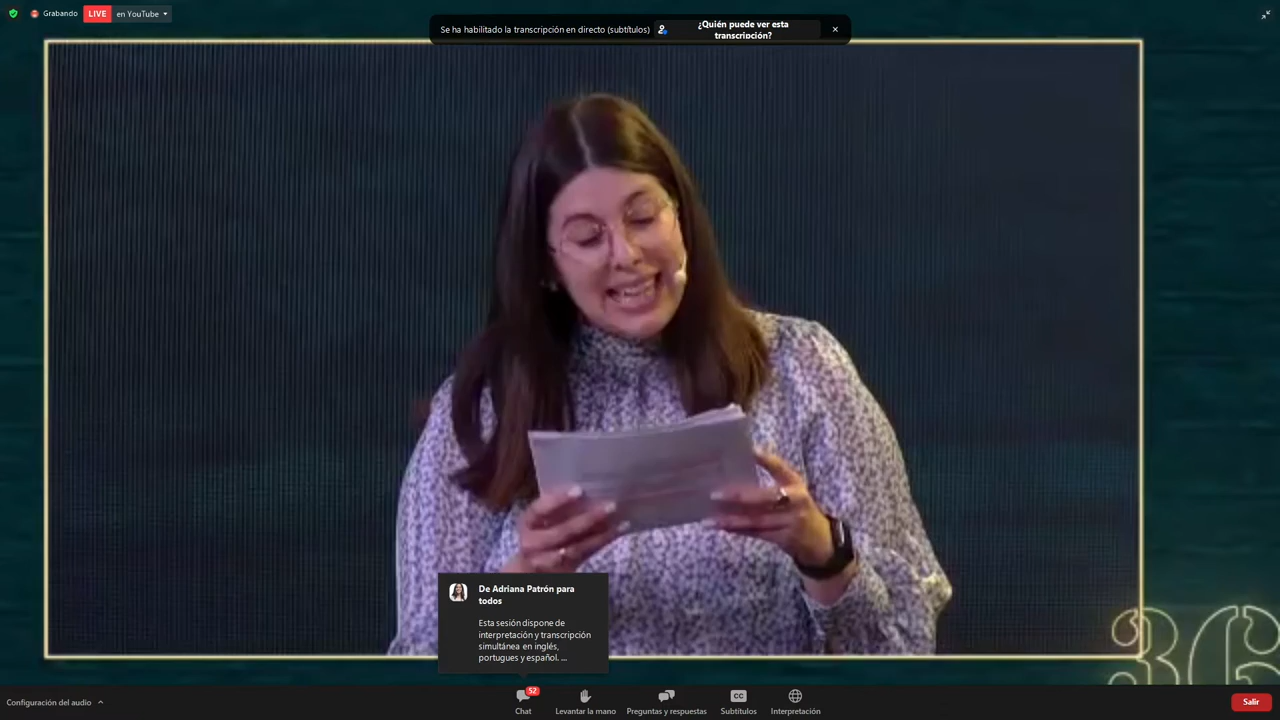 Grabando
LIVE
en YouTube
Se ha habilitado la transcripción en directo (subtítulos)
¿Quién puede ver esta
transcripción?
De Adriana Patrón para
todos
Esta sesión dispone de
interpretación y transcripción
simultánea en inglés,
portugues y español. ...
36
Configuración del audio
52
Chat
Levantar la mano
Preguntas y respuestas
CC
Subtítulos
Interpretación
Salir